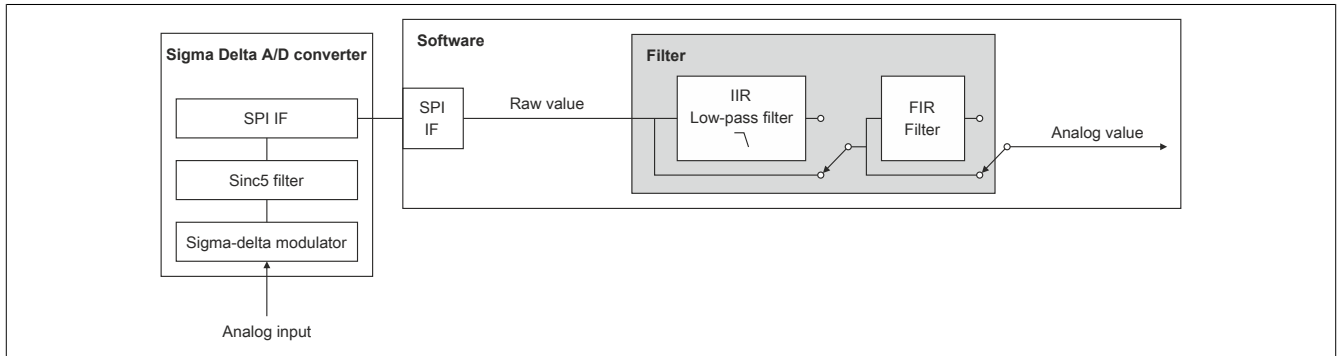 Software
Sigma Delta A/D converter
Filter
SPI IF
Sinc5 filter
Sigma-delta modulator
Analog input
SPI
IF
Raw value
IIR
Low-pass filter
FIR
Filter
Analog value